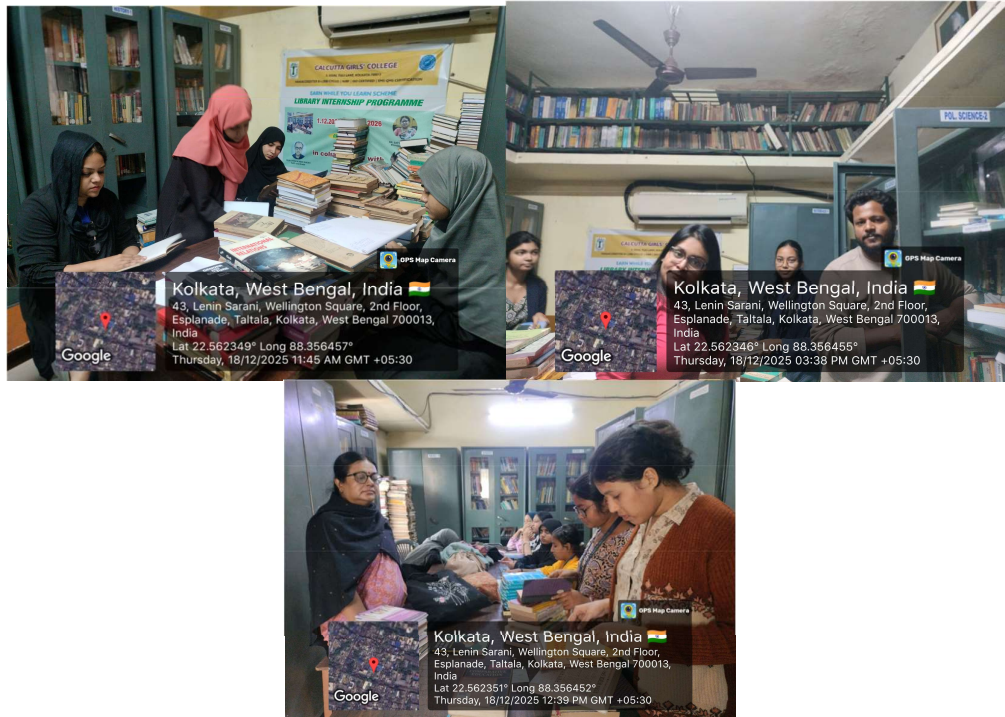 CALCUTTA GIRLS' COLLEGE
EARN WHILE YOU LEARN SCHEME
LIBRARY INTERNSHIP PROGRAMME
INTERNATIONAL
RELATIONS
GPS Map Camera
Kolkata, West Bengal, India
43, Lenin Sarani, Wellington Square, 2nd Floor,
Esplanade, Taltala, Kolkata, West Bengal 700013,
India
Lat 22.562349° Long 88.356457°
Thursday, 18/12/2025 11:45 AM GMT +05:30
Google
POL. SCIENCE-2
CALCUTTA GIRLS'
GPS Map Camera
Kolkata, West Bengal, India
43, Lenin Sarani, Wellington Square, 2nd Floor,
Esplanade, Taltala, Kolkata, West Bengal 700013,
India
Lat 22.562346° Long 88.356455°
Thursday, 18/12/2025 03:38 PM GMT +05:30
Google
GPS Map Camera
Kolkata, West Bengal, India
43, Lenin Sarani, Wellington Square, 2nd Floor,
Esplanade, Taltala, Kolkata, West Bengal 700013,
India
Lat 22.562351° Long 88.356452°
Thursday, 18/12/2025 12:39 PM GMT +05:30
Google